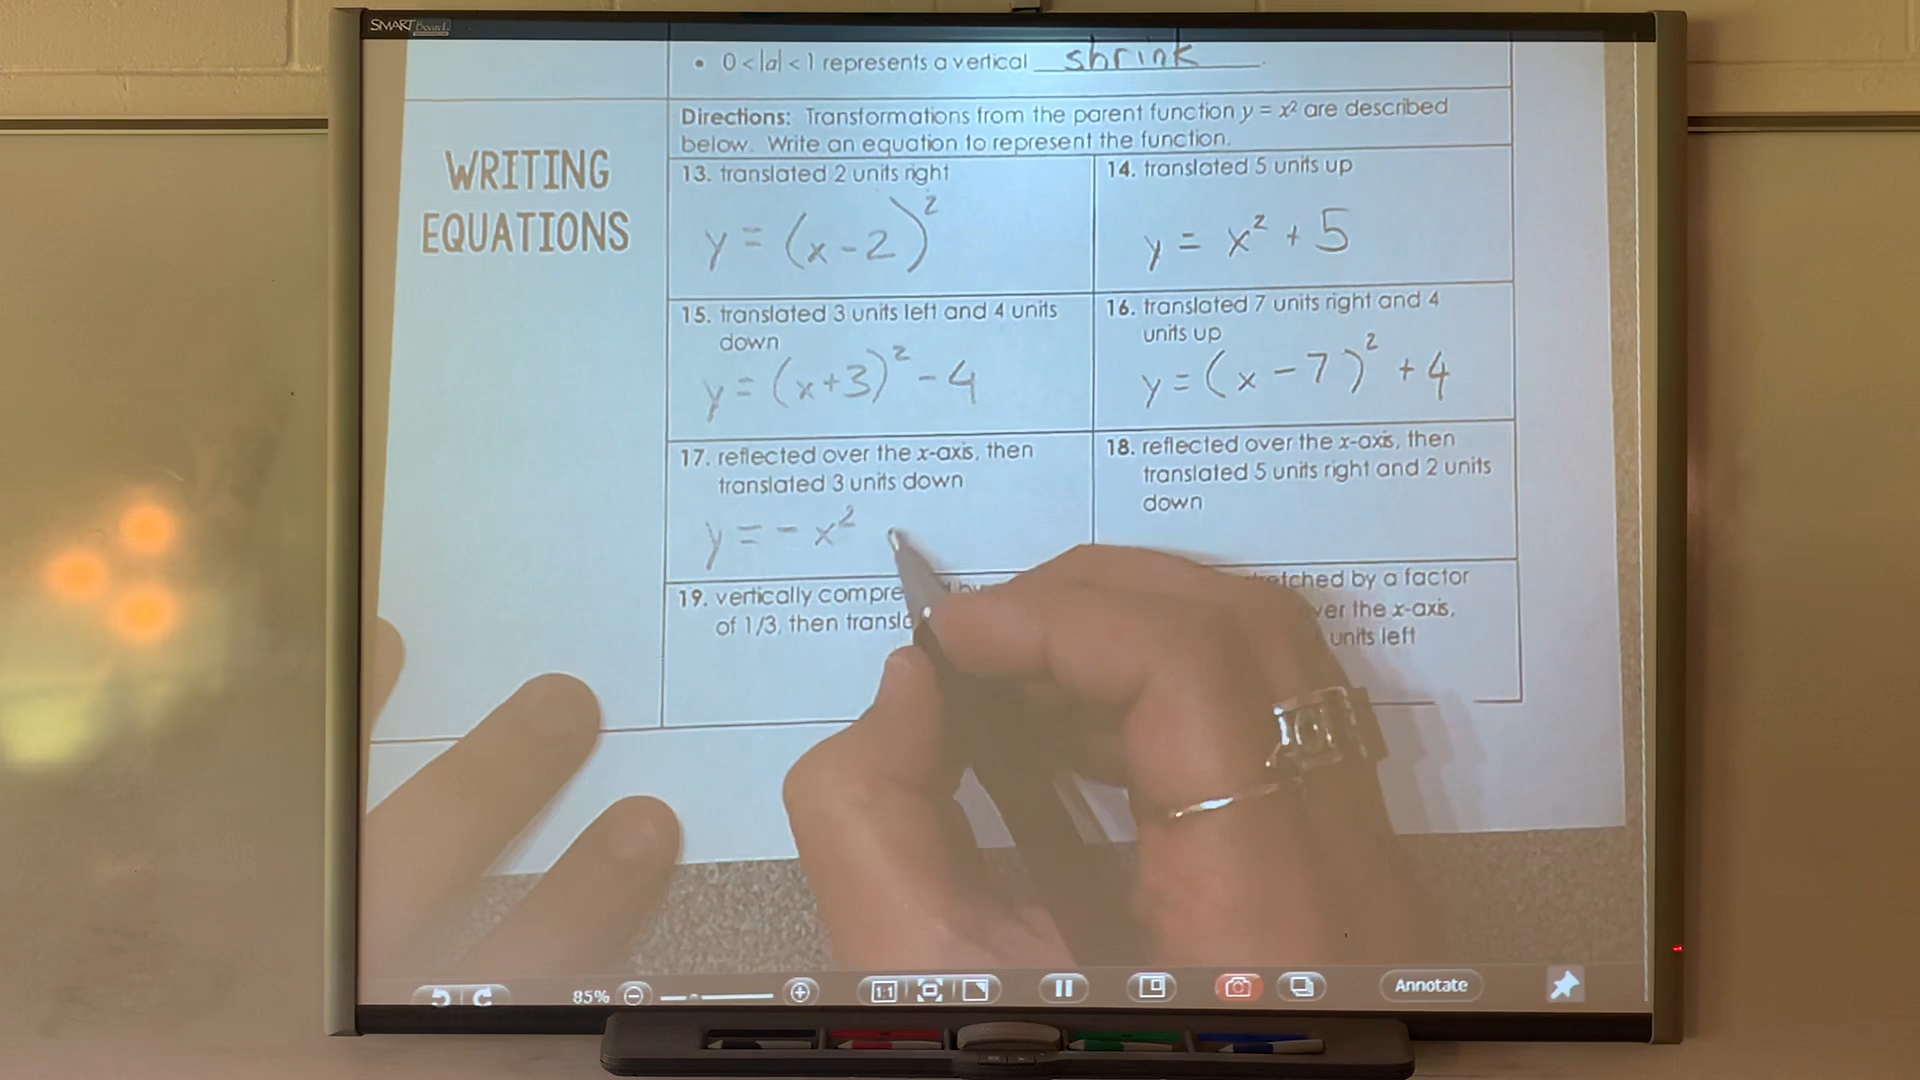 SMART Board
• 0 < |a| < 1 represents a vertical shrink.
WRITING
EQUATIONS
Directions: Transformations from the parent function y = x² are described
below. Write an equation to represent the function.
13. translated 2 units right
y = (x - 2)²
14. translated 5 units up
y = x² + 5
15. translated 3 units left and 4 units
down
y = (x+3)² - 4
16. translated 7 units right and 4
units up
y = (x - 7)² + 4
17. reflected over the x-axis, then
translated 3 units down
y = - x²
18. reflected over the x-axis, then
translated 5 units right and 2 units
down
19. vertically
of 1/3, then
by a factor
the x-axis,
units left
85%
1:1
Annotate